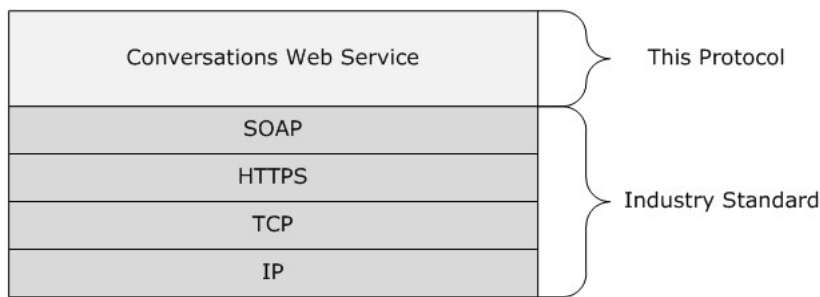 Conversations Web Service
This Protocol
SOAP
HTTPS
TCP
Industry Standard
IP